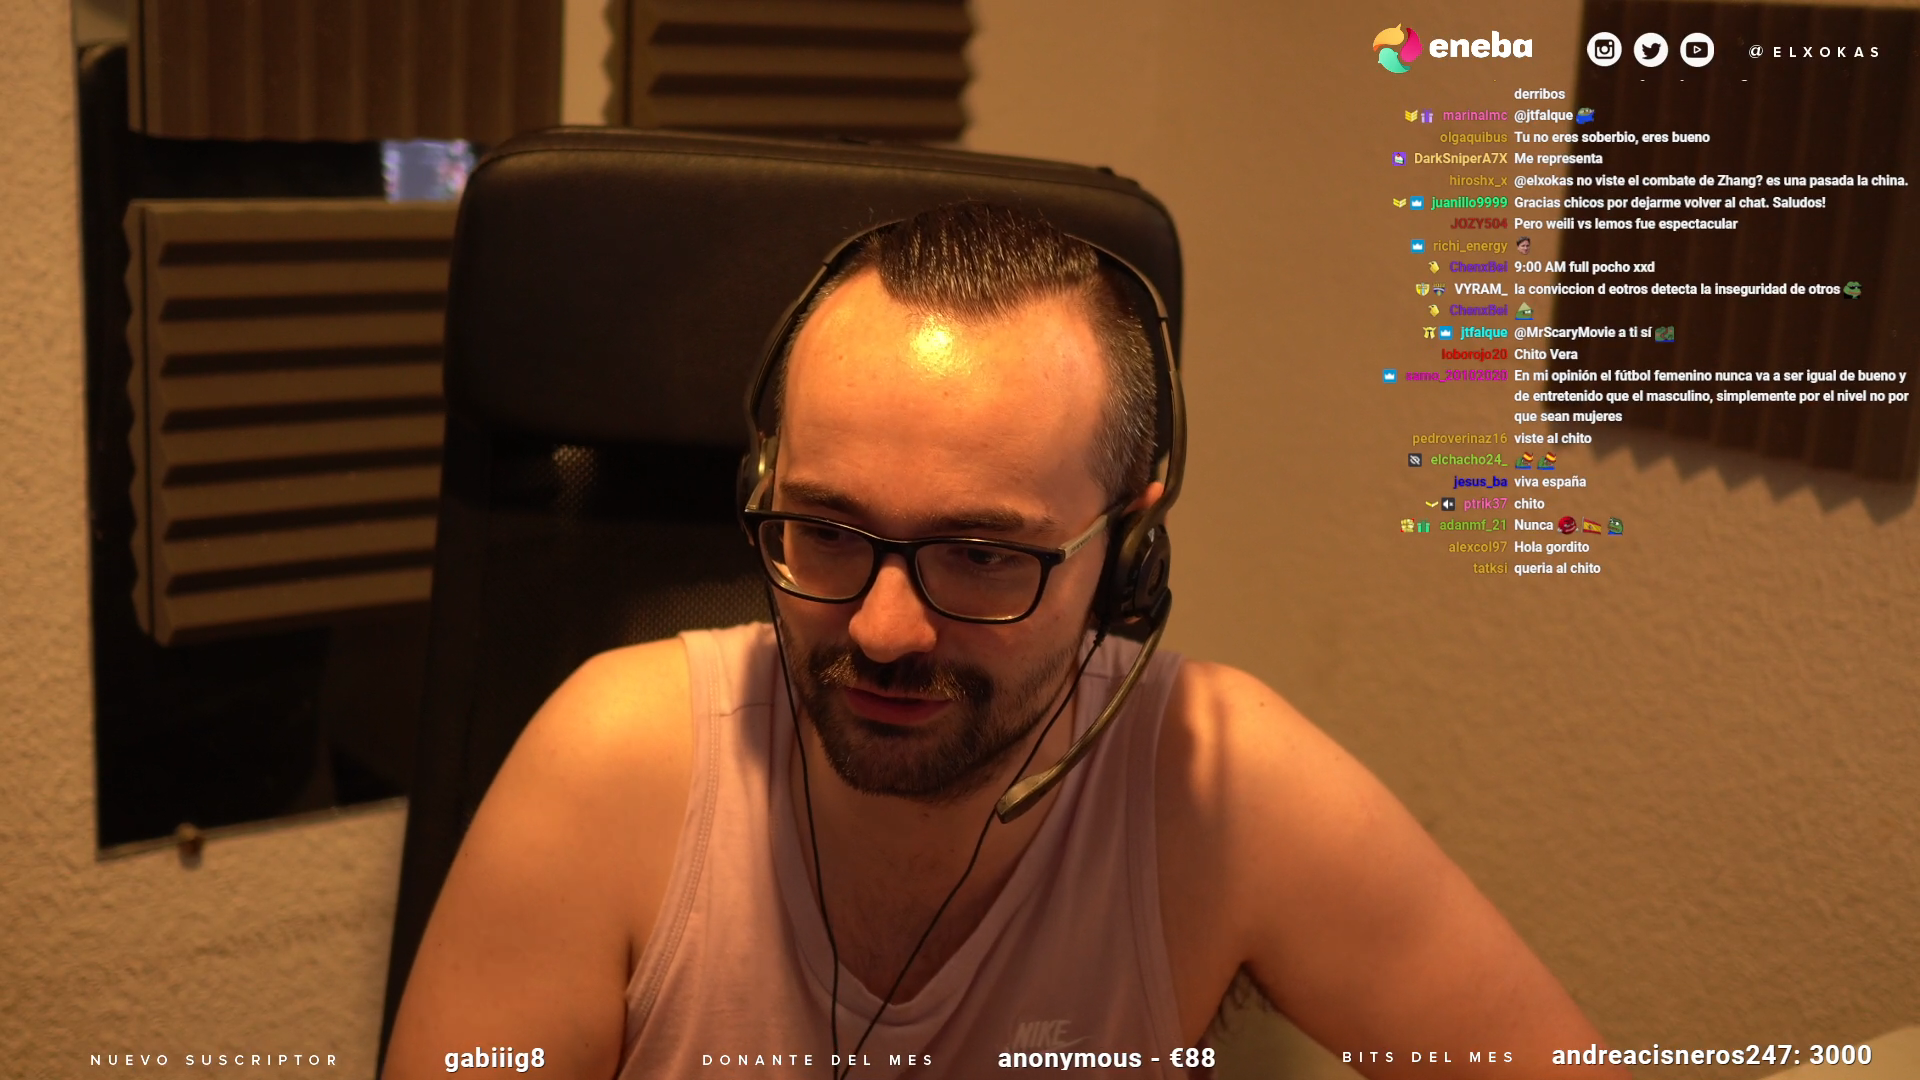 eneba
@ELXOKAS
derribos
marinalmc @jtfalque
olgaquibus Tu no eres soberbio, eres bueno
DarkSniperA7X Me representa
hiroshx_x @elxokas no viste el combate de Zhang? es una pasada la china.
juanillo9999 Gracias chicos por dejarme volver al chat. Saludos!
JOZY504 Pero weili vs lemos fue espectacular
richi_energy
ChenxBei 9:00 AM full pocho xxd
VYRAM_ la conviccion d eotros detecta la inseguridad de otros
ChenxBei
jtfalque @MrScaryMovie a ti sí
loborojo20 Chito Vera
samo_20102020 En mi opinión el fútbol femenino nunca va a ser igual de bueno y
de entretenido que el masculino, simplemente por el nivel no por
que sean mujeres
pedroverinaz16 viste al chito
elchacho24_
jesus_ba viva españa
ptrik37 chito
adanmf_21 Nunca
alexcol97 Hola gordito
tatksi queria al chito
NIKE
NUEVO SUSCRIPTOR gabiiig8 DONANTE DEL MES anonymous - €88 BITS DEL MES andreacisneros247: 3000